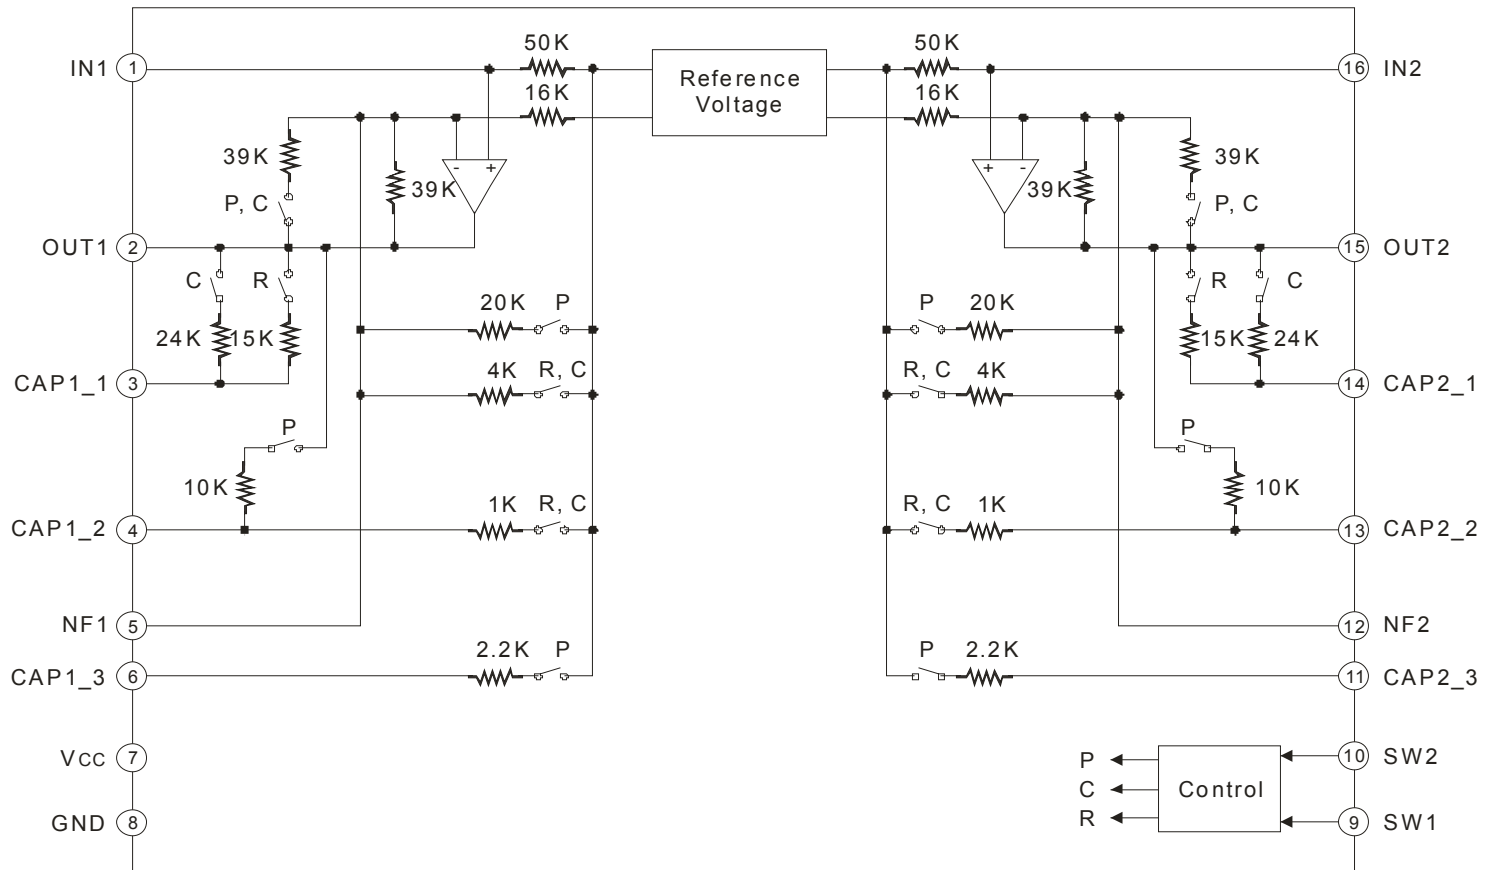 50K
50K
IN1 1
16 IN2
Reference
Voltage
16K
16K
39K
39K
- +
+ -
39K
39K
P, C
P, C
OUT1 2
15 OUT2
C
R
R
C
20K P
P 20K
24K
15K
15K
24K
4K R, C
R, C 4K
CAP1_1 3
14 CAP2_1
P
P
10K
10K
1K R, C
R, C 1K
CAP1_2 4
13 CAP2_2
NF1 5
12 NF2
2.2K P
P 2.2K
CAP1_3 6
11 CAP2_3
VCC 7
10 SW2
P
C
R
Control
GND 8
9 SW1